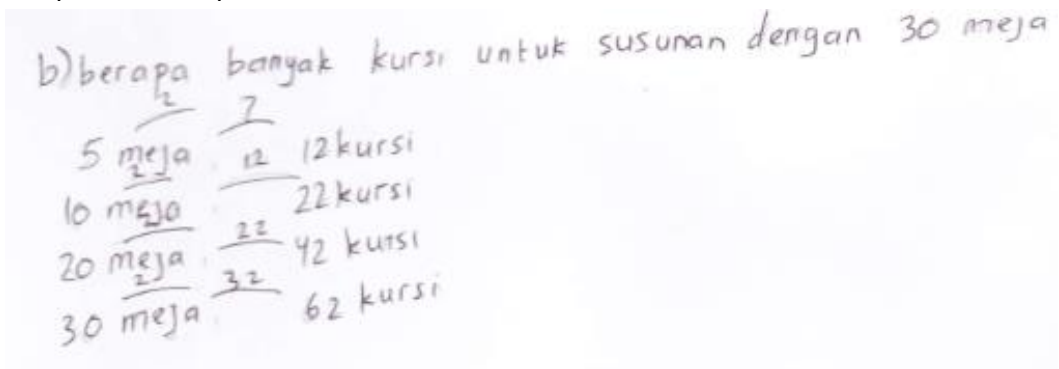 b) berapa banyak kursi untuk susunan dengan 30 meja
2 7
5 meja 12 12 kursi
2
10 meja 22 kursi
2 22
20 meja 42 kursi
2 32
30 meja 62 kursi